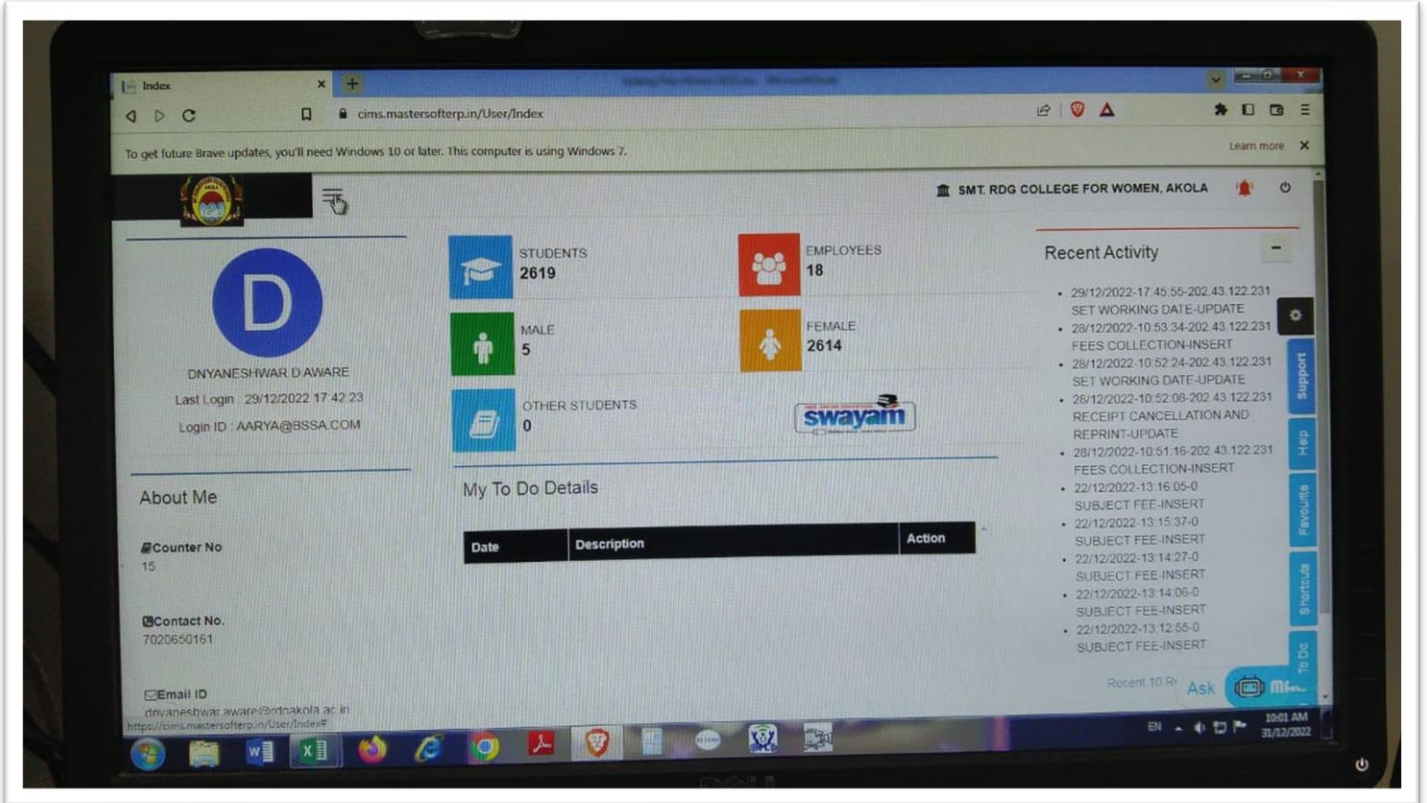 Index
cims.mastersofterp.in/User/Index
To get future Brave updates, you'll need Windows 10 or later. This computer is using Windows 7.
Learn more
SMT. RDG COLLEGE FOR WOMEN, AKOLA
D
DNYANESHWAR D AWARE
Last Login : 29/12/2022 17:42:23
Login ID : AARYA@BSSA.COM
About Me
Counter No
15
Contact No.
7020650161
Email ID
dnyaneshwar.aware@rdgakola.ac.in
https://cims.mastersofterp.in/User/Index#
STUDENTS
2619
EMPLOYEES
18
MALE
5
FEMALE
2614
OTHER STUDENTS
0
swayam
My To Do Details
Date Description Action
Recent Activity
29/12/2022-17:45:55-202.43.122.231
SET WORKING DATE-UPDATE
28/12/2022-10:53:34-202.43.122.231
FEES COLLECTION-INSERT
28/12/2022-10:52:24-202.43.122.231
SET WORKING DATE-UPDATE
28/12/2022-10:52:08-202.43.122.231
RECEIPT CANCELLATION AND
REPRINT-UPDATE
28/12/2022-10:51:16-202.43.122.231
FEES COLLECTION-INSERT
22/12/2022-13:16:05-0
SUBJECT FEE-INSERT
22/12/2022-13:15:37-0
SUBJECT FEE-INSERT
22/12/2022-13:14:27-0
SUBJECT FEE-INSERT
22/12/2022-13:14:06-0
SUBJECT FEE-INSERT
22/12/2022-13:12:55-0
SUBJECT FEE-INSERT
Recent 10 R
Ask
Support
Help
Favourite
Shortcuts
To Do
EN
10:01 AM
31/12/2022